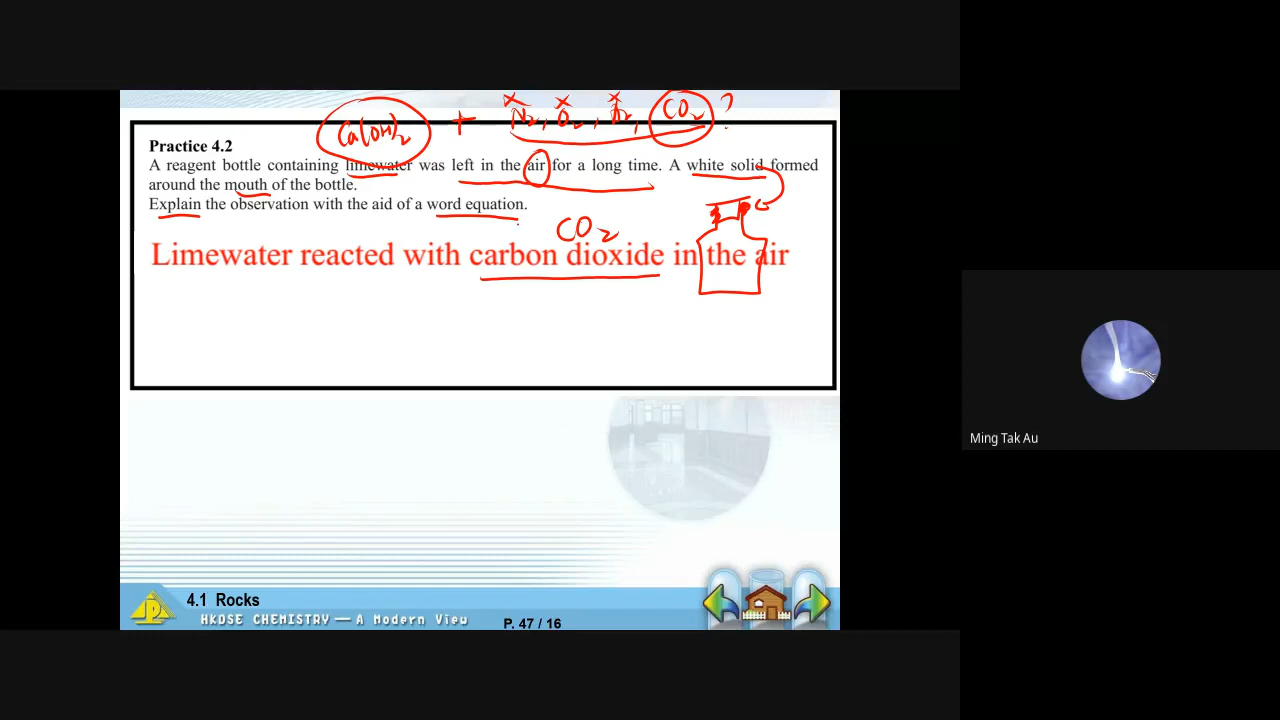 Ca(OH)2 + N2, O2, Ar, CO2 ?
Practice 4.2
A reagent bottle containing limewater was left in the air for a long time. A white solid formed
around the mouth of the bottle.
Explain the observation with the aid of a word equation.
CO2
Limewater reacted with carbon dioxide in the air
Ming Tak Au
4.1 Rocks
HKDSE CHEMISTRY — A Modern View
P. 47 / 16